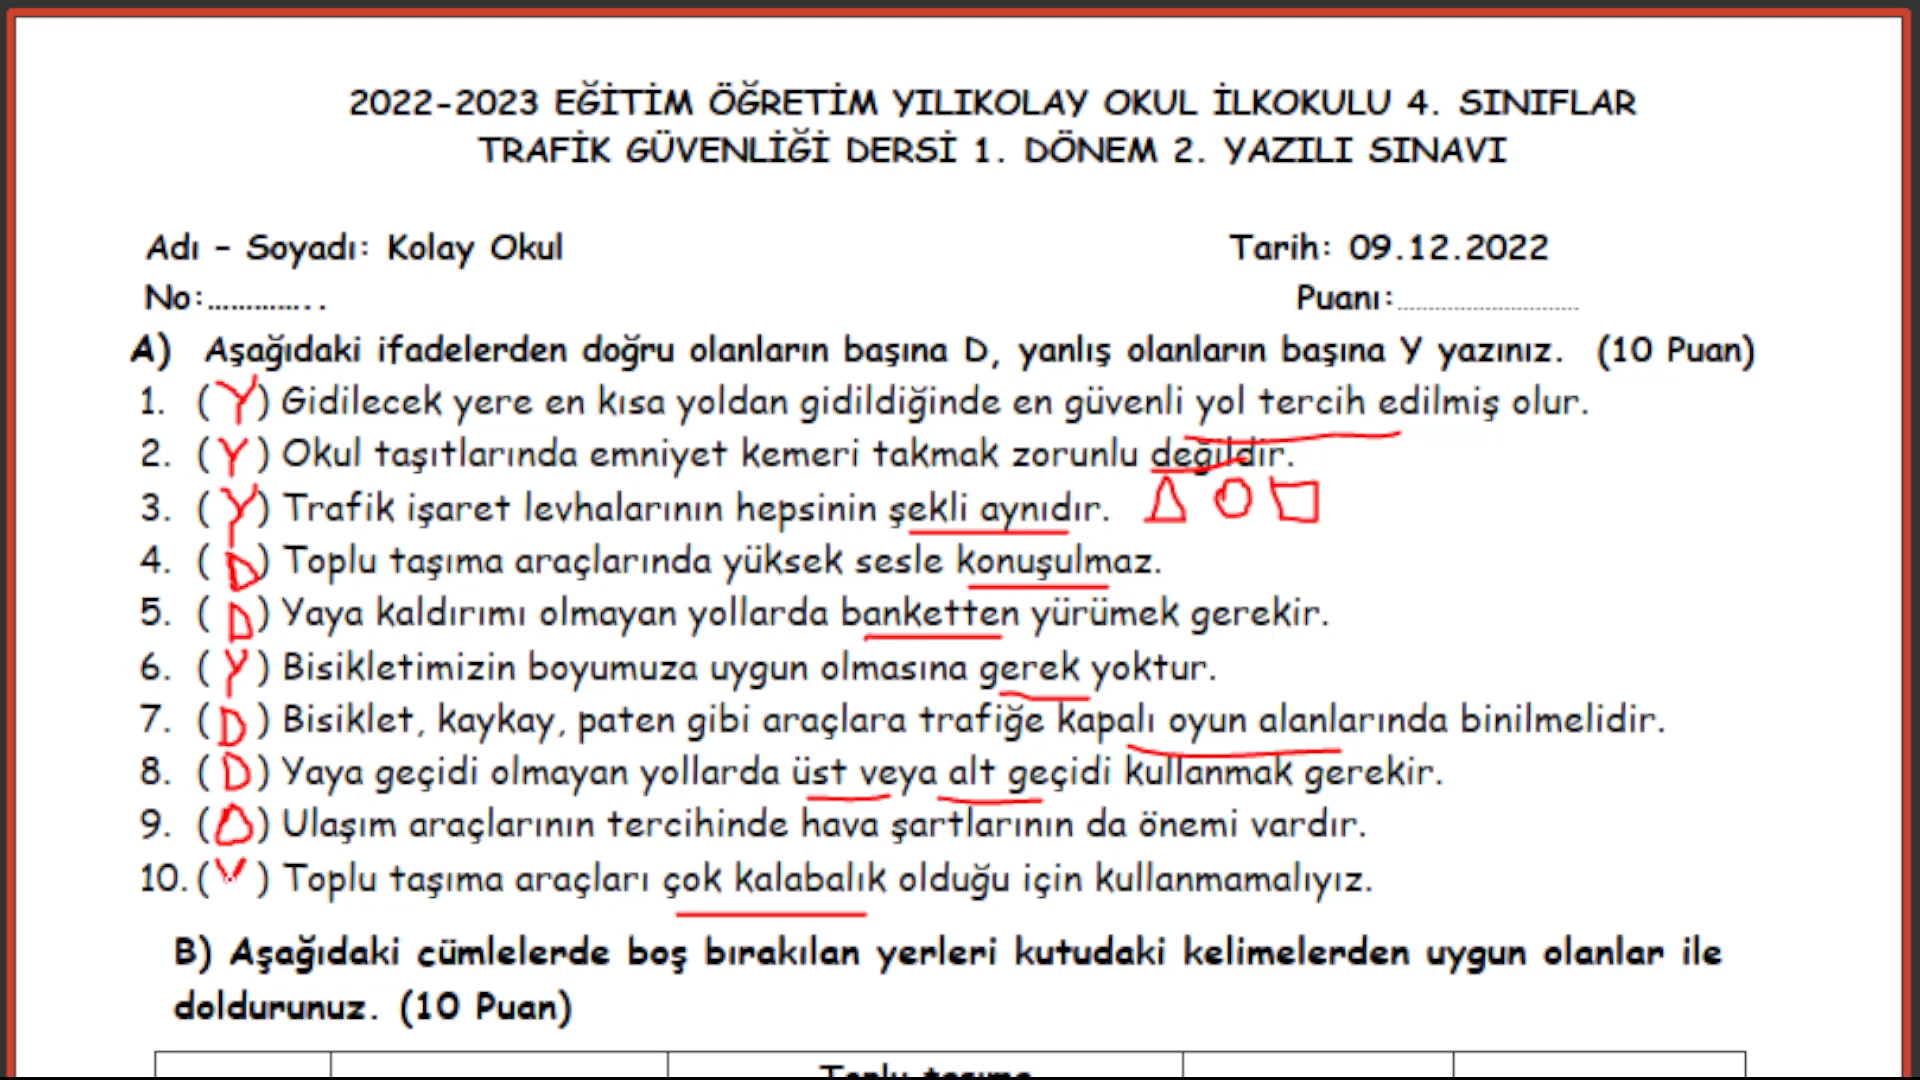 2022-2023 EĞİTİM ÖĞRETİM YILIKOLAY OKUL İLKOKULU 4. SINIFLAR
TRAFİK GÜVENLİĞİ DERSİ 1. DÖNEM 2. YAZILI SINAVI
Adı - Soyadı: Kolay Okul Tarih: 09.12.2022
No:………….. Puanı:..............................
A) Aşağıdaki ifadelerden doğru olanların başına D, yanlış olanların başına Y yazınız. (10 Puan)
1. (Y) Gidilecek yere en kısa yoldan gidildiğinde en güvenli yol tercih edilmiş olur.
2. (Y) Okul taşıtlarında emniyet kemeri takmak zorunlu değildir.
3. (Y) Trafik işaret levhalarının hepsinin şekli aynıdır.
4. (D) Toplu taşıma araçlarında yüksek sesle konuşulmaz.
5. (D) Yaya kaldırımı olmayan yollarda banketten yürümek gerekir.
6. (Y) Bisikletimizin boyumuza uygun olmasına gerek yoktur.
7. (D) Bisiklet, kaykay, paten gibi araçlara trafiğe kapalı oyun alanlarında binilmelidir.
8. (D) Yaya geçidi olmayan yollarda üst veya alt geçidi kullanmak gerekir.
9. (D) Ulaşım araçlarının tercihinde hava şartlarının da önemi vardır.
10. (Y) Toplu taşıma araçları çok kalabalık olduğu için kullanmamalıyız.
B) Aşağıdaki cümlelerde boş bırakılan yerleri kutudaki kelimelerden uygun olanlar ile
doldurunuz. (10 Puan)
Toplu taşıma